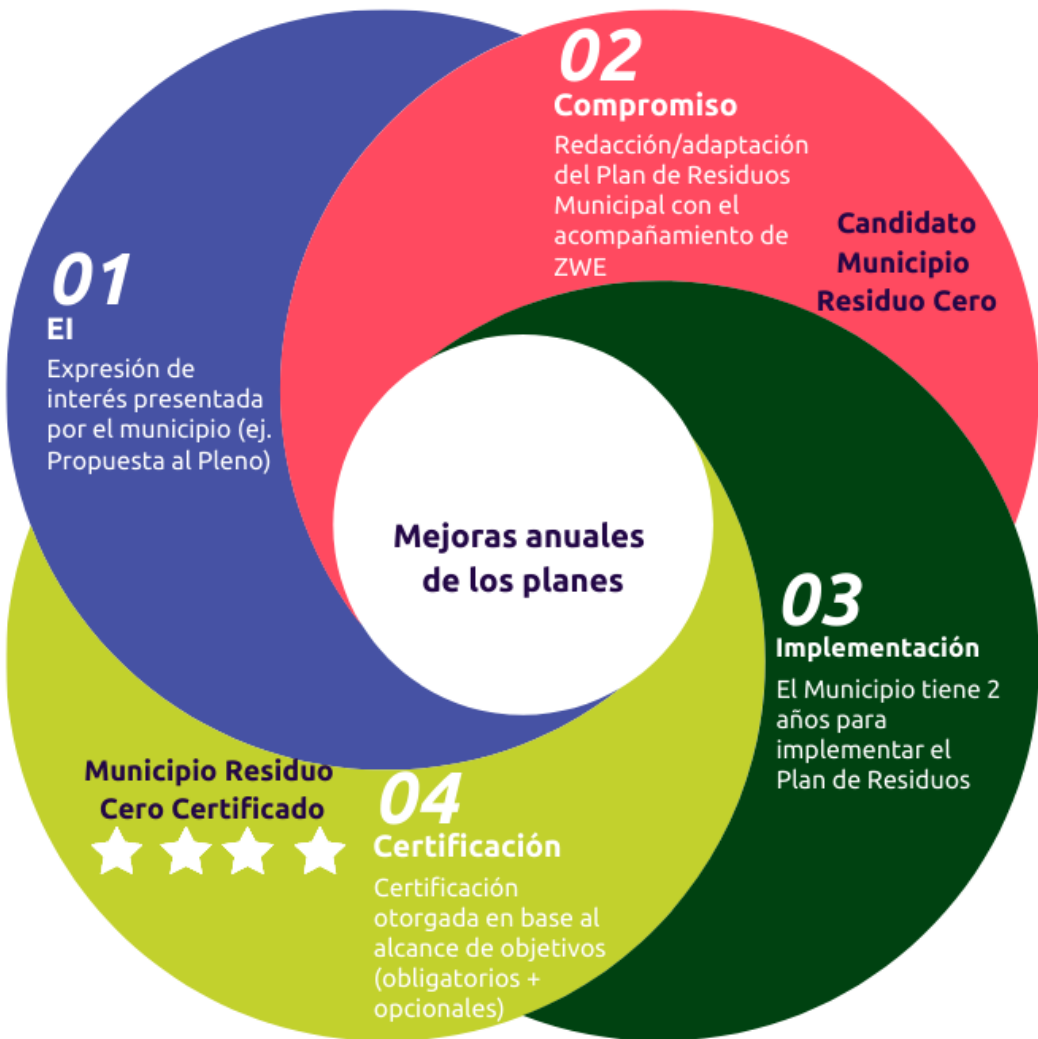 01
EI
Expresión de
interés presentada
por el municipio (ej.
Propuesta al Pleno)
02
Compromiso
Redacción/adaptación
del Plan de Residuos
Municipal con el
acompañamiento de
ZWE
Candidato
Municipio
Residuo Cero
Mejoras anuales
de los planes
03
Implementación
El Municipio tiene 2
años para
implementar el
Plan de Residuos
04
Certificación
Certificación
otorgada en base al
alcance de objetivos
(obligatorios +
opcionales)
Municipio Residuo
Cero Certificado